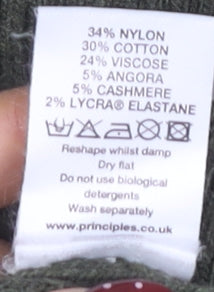 34% NYLON
30% COTTON
24% VISCOSE
5% ANGORA
5% CASHMERE
2% LYCRA® ELASTANE
Reshape whilst damp
Dry flat
Do not use biological
detergents
Wash separately
www.principles.co.uk